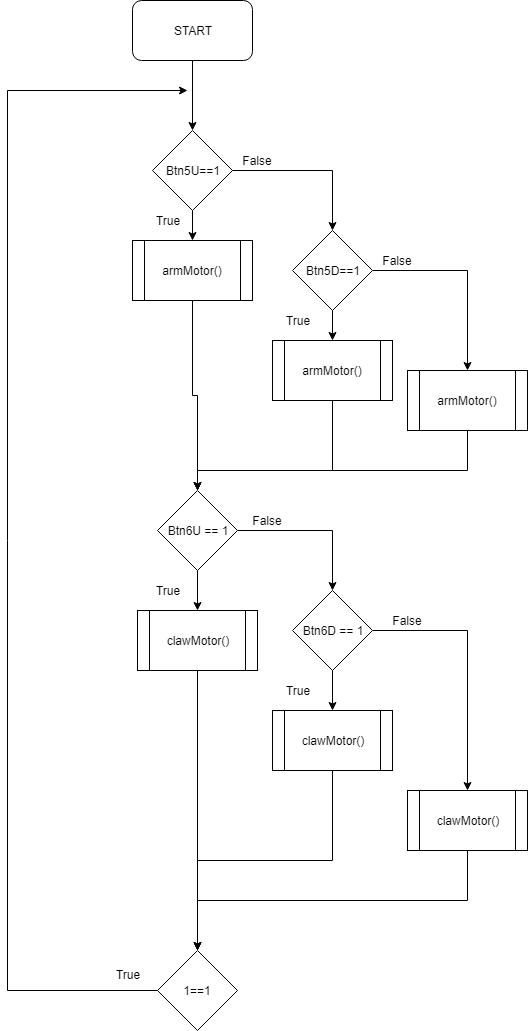 START
Btn5U==1
False
True
armMotor()
Btn5D==1
False
True
armMotor()
armMotor()
Btn6U == 1
False
True
clawMotor()
Btn6D == 1
False
True
clawMotor()
clawMotor()
True
1==1